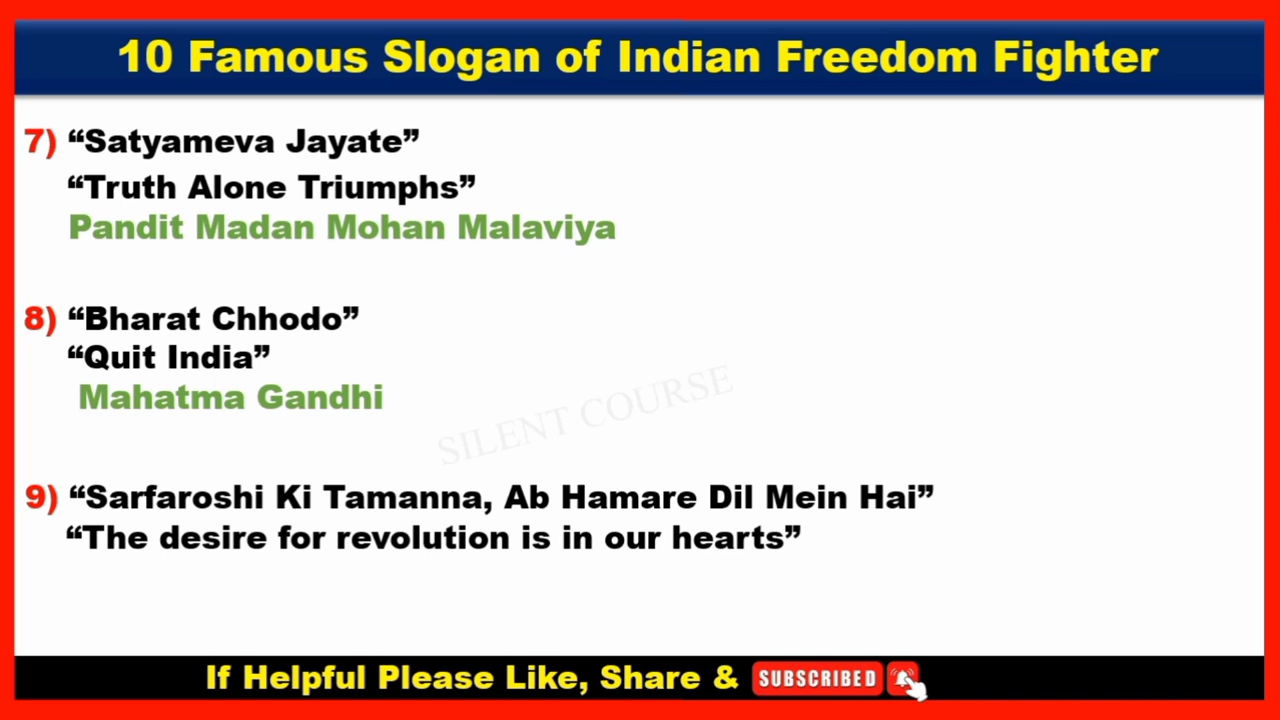 10 Famous Slogan of Indian Freedom Fighter
7) “Satyameva Jayate”
“Truth Alone Triumphs”
Pandit Madan Mohan Malaviya
8) “Bharat Chhodo”
“Quit India”
Mahatma Gandhi
SILENT COURSE
9) “Sarfaroshi Ki Tamanna, Ab Hamare Dil Mein Hai”
“The desire for revolution is in our hearts”
If Helpful Please Like, Share & SUBSCRIBED